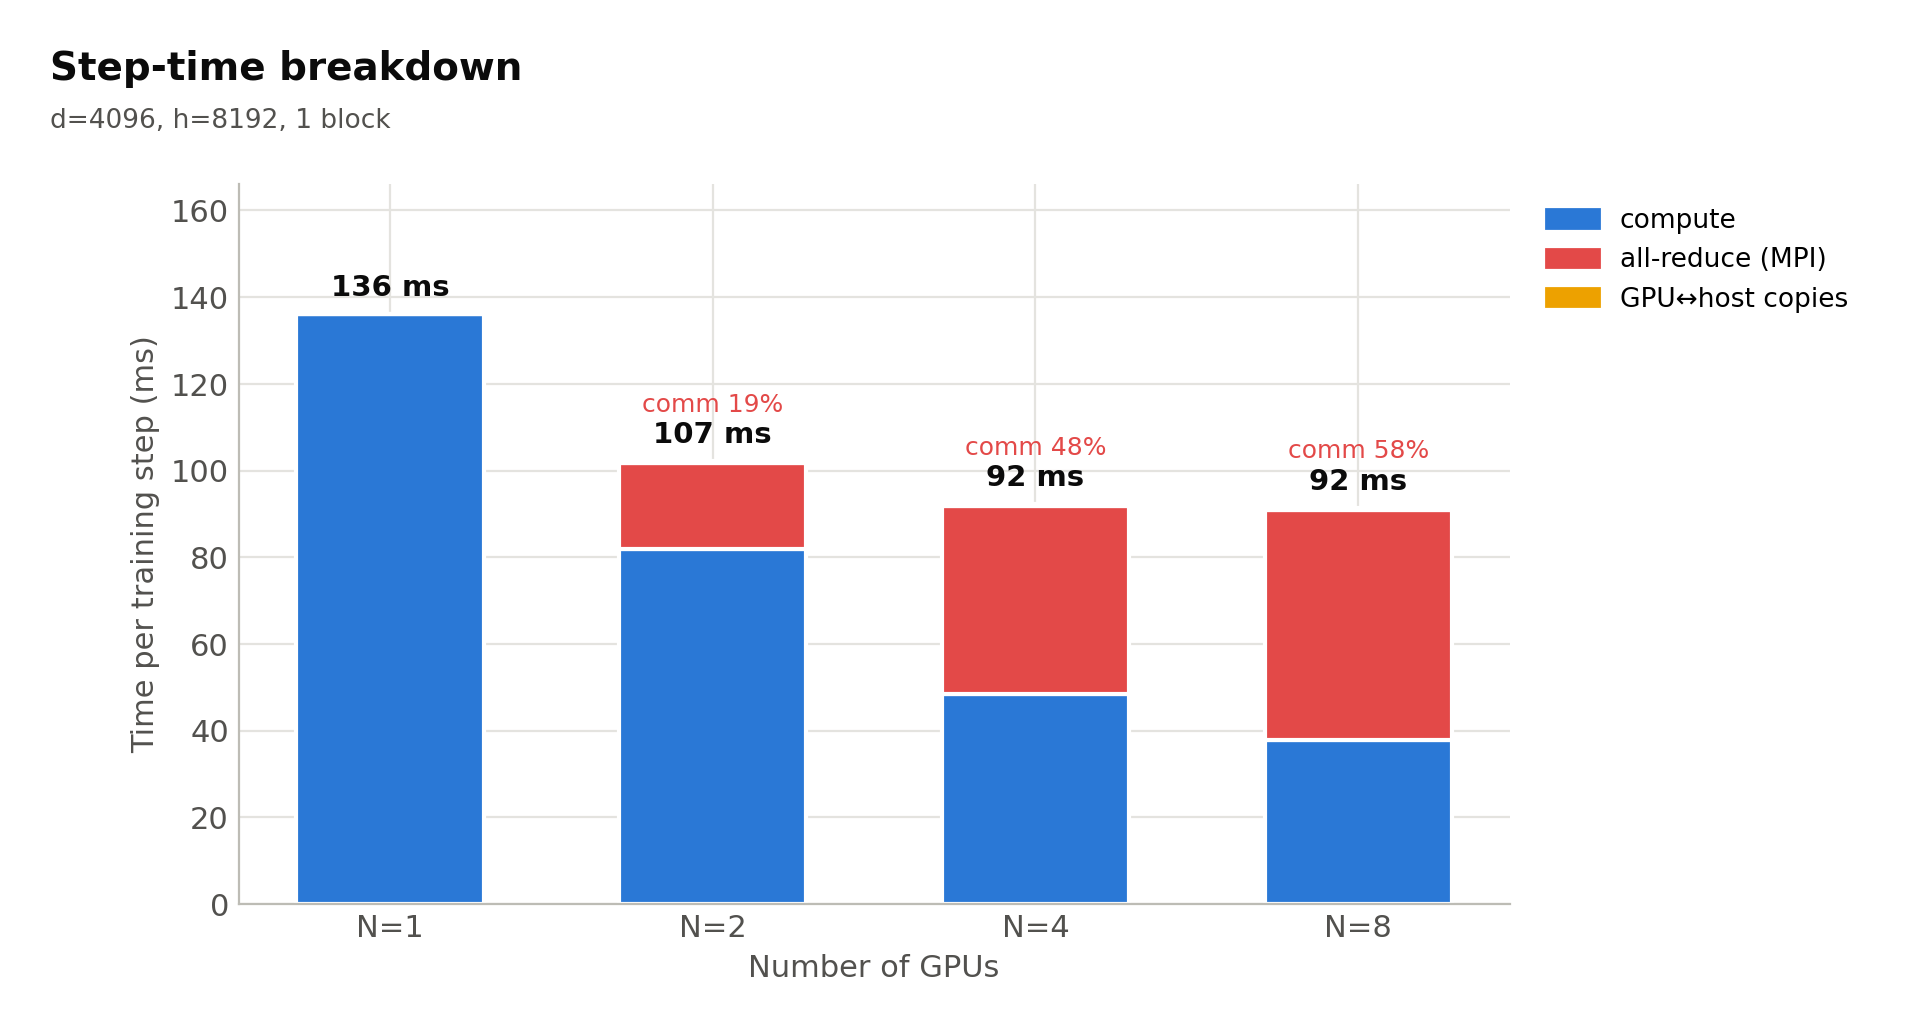 Step-time breakdown
d=4096, h=8192, 1 block
Time per training step (ms)
160
140
120
100
80
60
40
20
0
136 ms
comm 19%
107 ms
comm 48%
92 ms
comm 58%
92 ms
N=1
N=2
N=4
N=8
Number of GPUs
compute
all-reduce (MPI)
GPU↔host copies